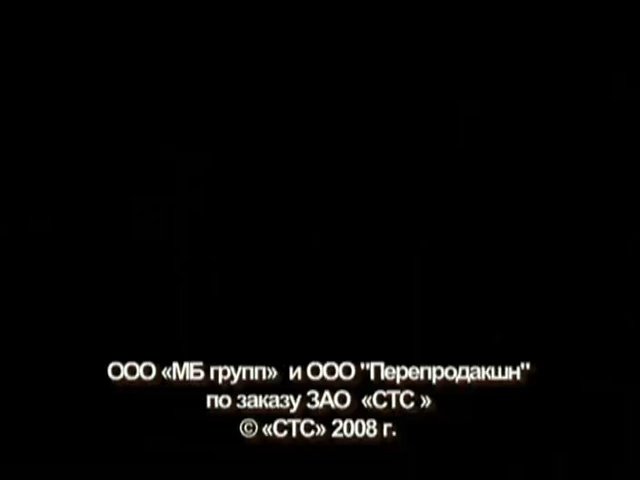 ООО «МБ групп» и ООО "Перепродакшн"
по заказу ЗАО «СТС »
© «СТС» 2008 г.